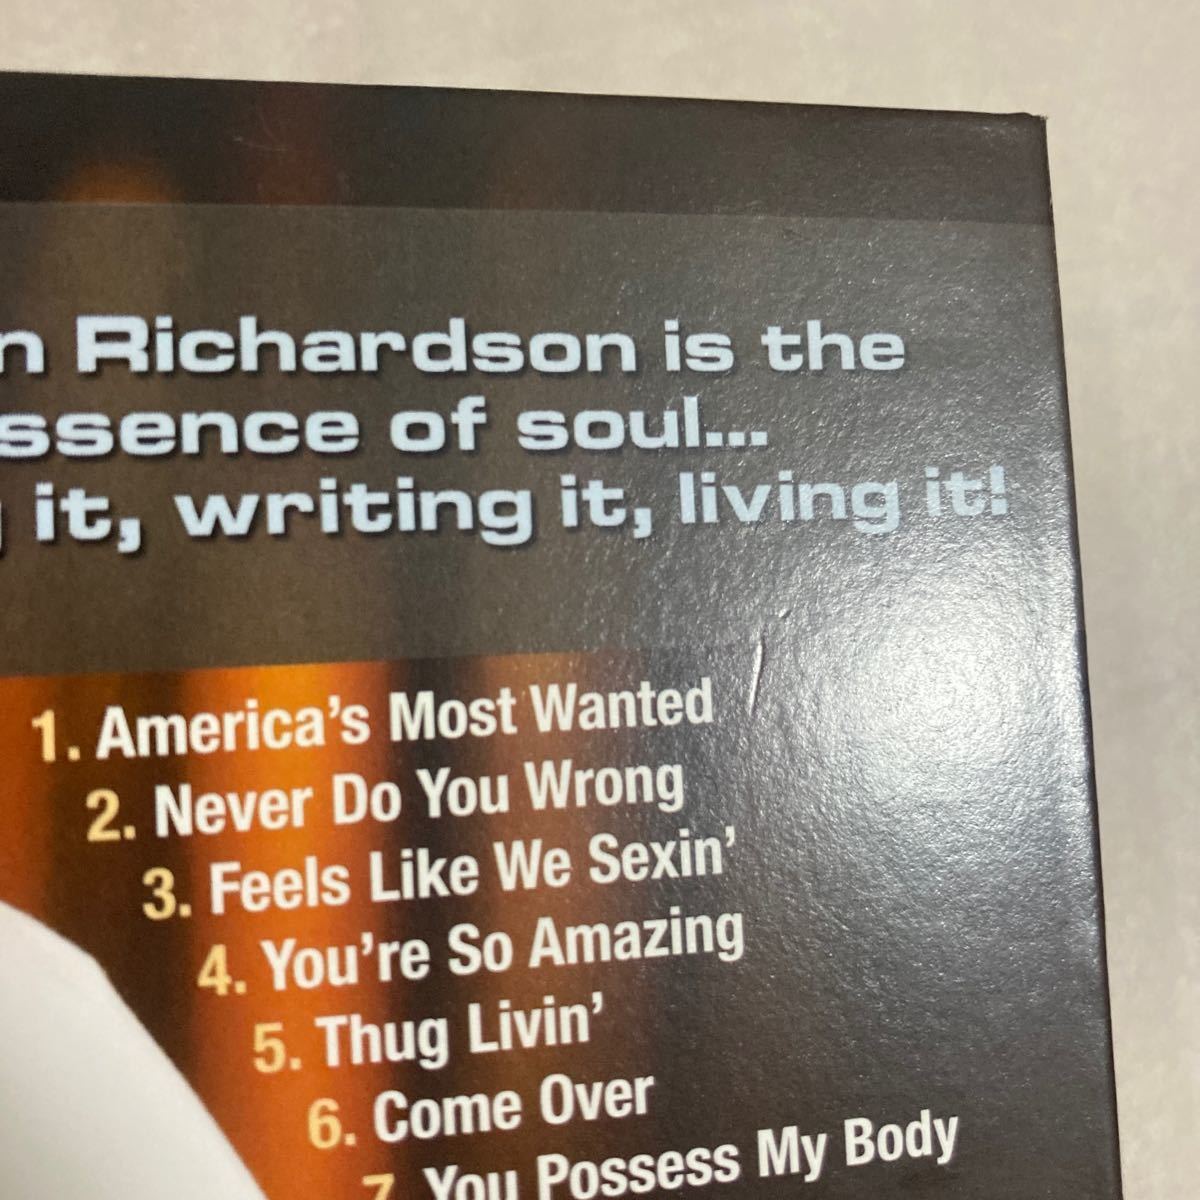 n Richardson is the
ssence of soul...
g it, writing it, living it!
1. America's Most Wanted
2. Never Do You Wrong
3. Feels Like We Sexin'
4. You're So Amazing
5. Thug Livin'
6. Come Over
7. You Possess My Body